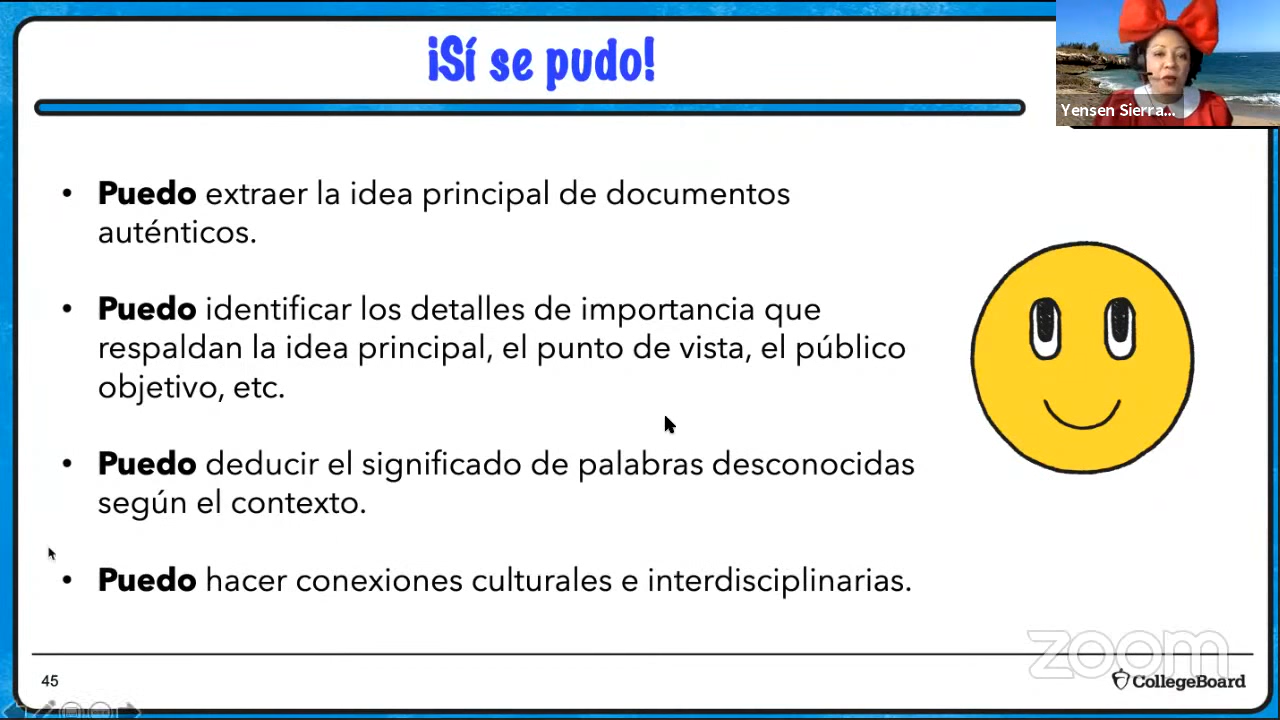 ¡Sí se pudo!
Yensen Sierra...
• Puedo extraer la idea principal de documentos
auténticos.
• Puedo identificar los detalles de importancia que
respaldan la idea principal, el punto de vista, el público
objetivo, etc.
• Puedo deducir el significado de palabras desconocidas
según el contexto.
• Puedo hacer conexiones culturales e interdisciplinarias.
zoom
45
CollegeBoard